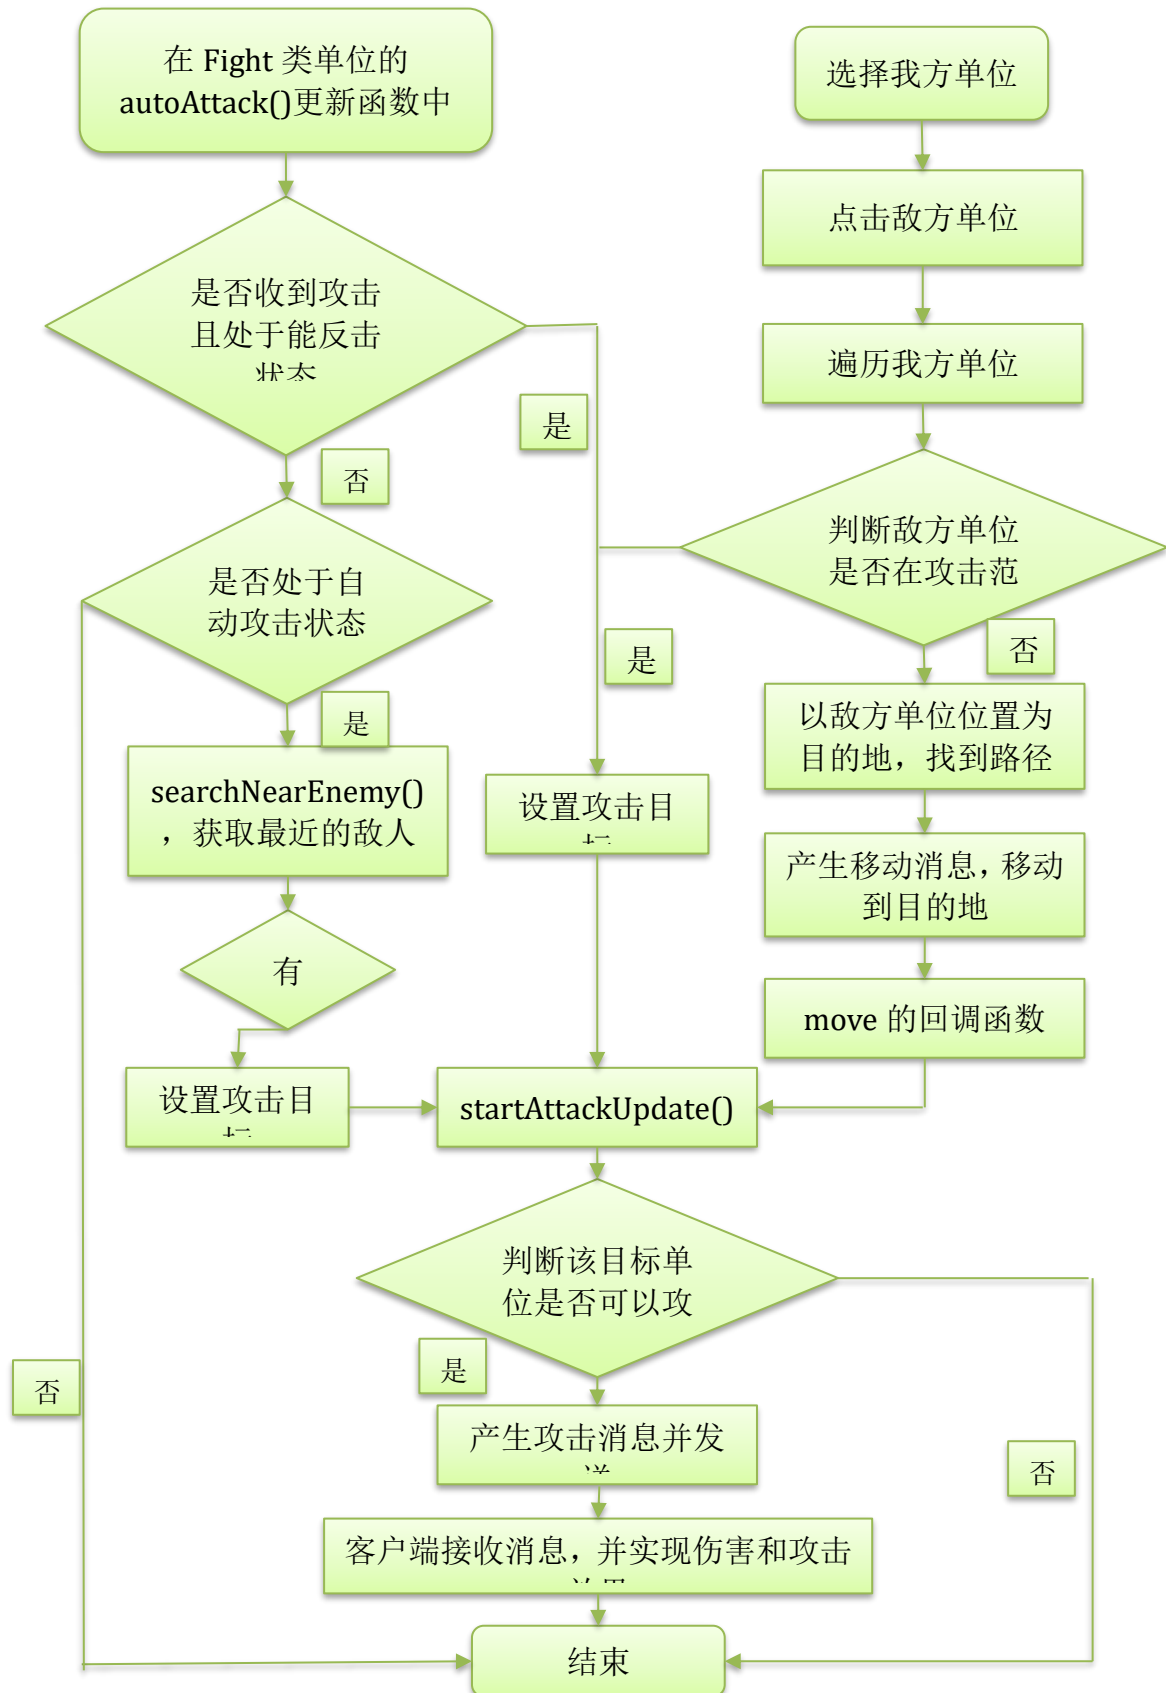 在 Fight 类单位的
autoAttack()更新函数中
是否收到攻击
且处于能反击
状态
否
是否处于自
动攻击状态
是
searchNearEnemy()
，获取最近的敌人
有
设置攻击目
否
选择我方单位
点击敌方单位
遍历我方单位
是
判断敌方单位
是否在攻击范
是
否
以敌方单位位置为
目的地，找到路径
设置攻击目
产生移动消息，移动
到目的地
move 的回调函数
startAttackUpdate()
判断该目标单
位是否可以攻
是
否
产生攻击消息并发
客户端接收消息，并实现伤害和攻击
结束